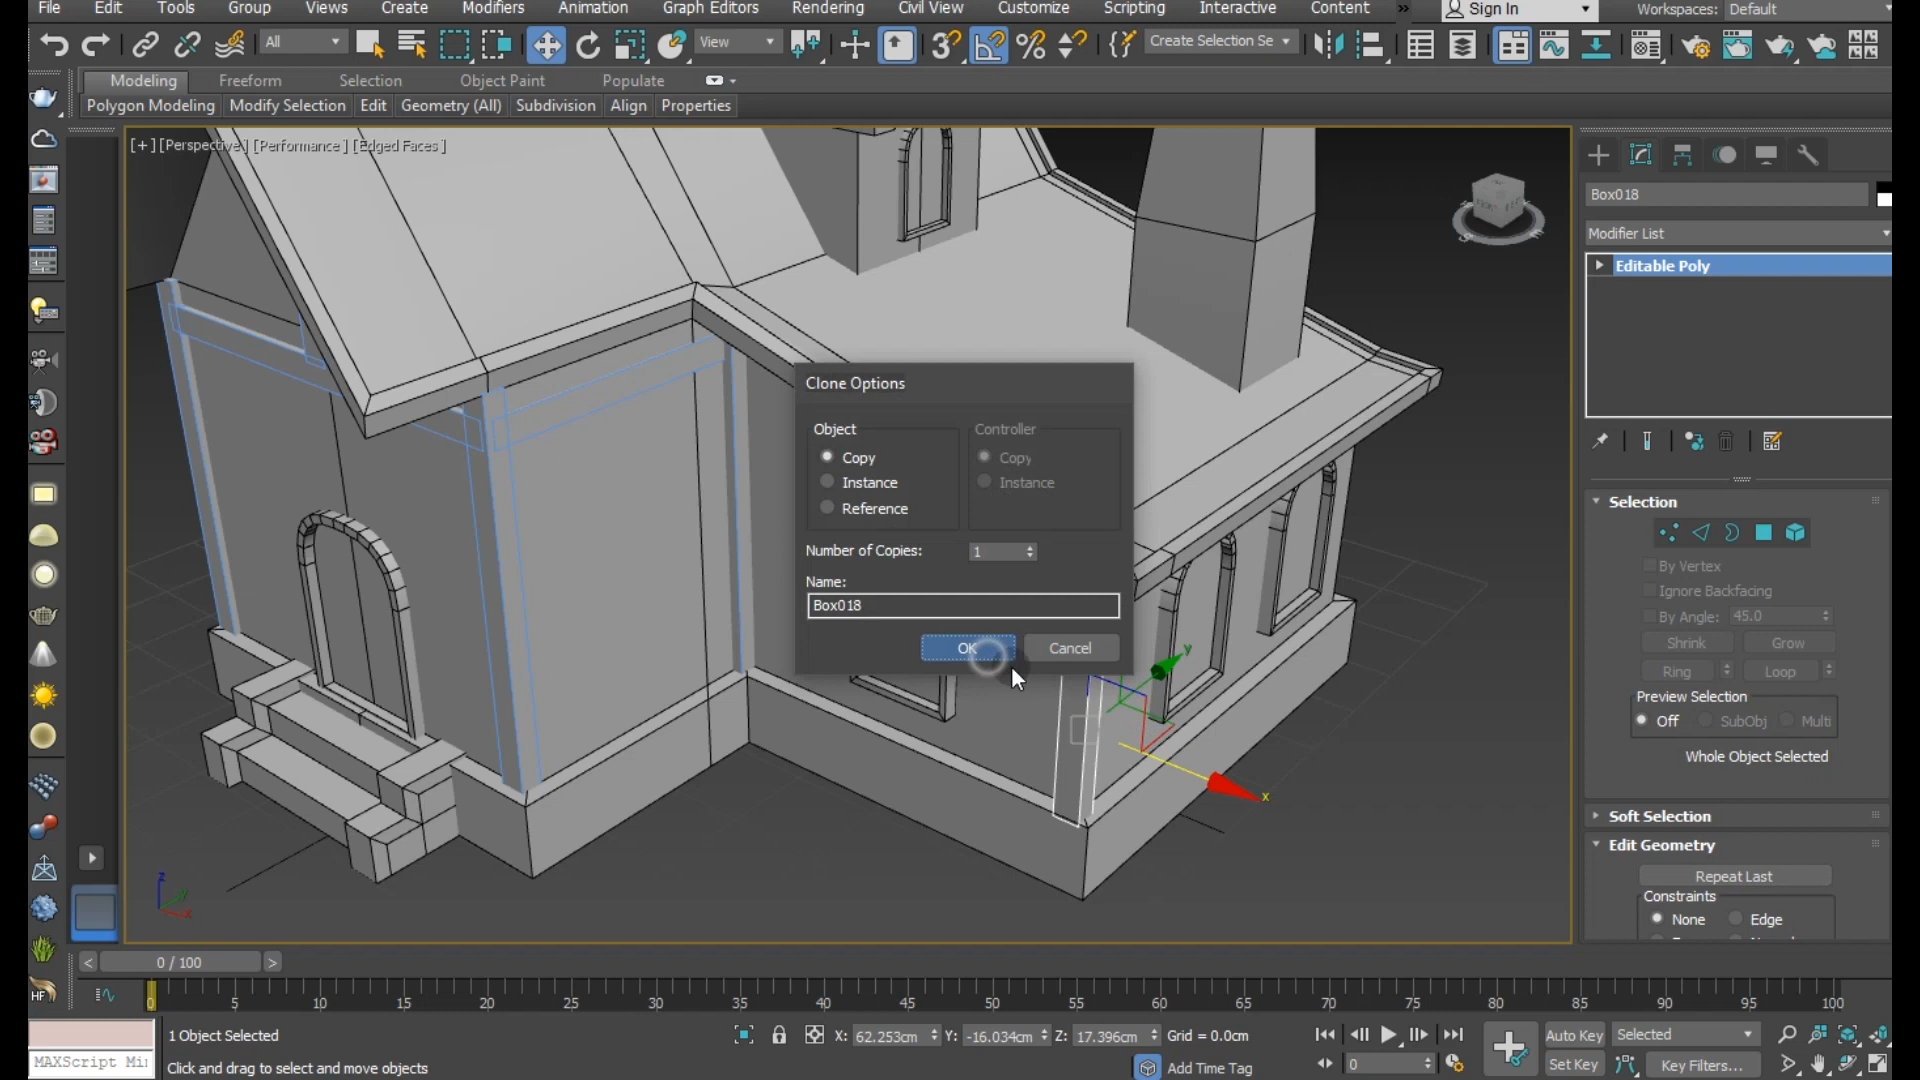 File Edit Tools Group Views Create Modifiers Animation Graph Editors Rendering Civil View Customize Scripting Interactive Content » Sign In Workspaces: Default
All View Create Selection Se
Modeling Freeform Selection Object Paint Populate
Polygon Modeling Modify Selection Edit Geometry (All) Subdivision Align Properties
[+] [Perspective] [Performance] [Edged Faces]
Box018
Modifier List
Editable Poly
Clone Options
Object
Controller
Copy
Copy
Instance
Instance
Reference
Number of Copies: 1
Name:
Box018
OK Cancel
Selection
By Vertex
Ignore Backfacing
By Angle: 45.0
Shrink Grow
Ring Loop
Preview Selection
Off SubObj Multi
Whole Object Selected
Soft Selection
Edit Geometry
Repeat Last
Constraints
None Edge
y
x
z
y
x
< 0 / 100 >
0 5 10 15 20 25 30 35 40 45 50 55 60 65 70 75 80 85 90 95 100
HF
1 Object Selected
X: 62.253cm Y: -16.034cm Z: 17.396cm Grid = 0.0cm
Auto Key Selected
MAXScript Mi
Click and drag to select and move objects
Add Time Tag
0
Set Key Key Filters...